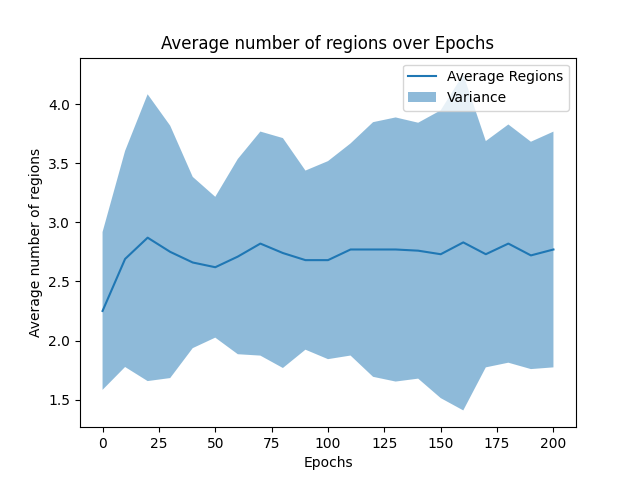 Average number of regions over Epochs
Average Regions
Variance
Average number of regions
4.0
3.5
3.0
2.5
2.0
1.5
0 25 50 75 100 125 150 175 200
Epochs